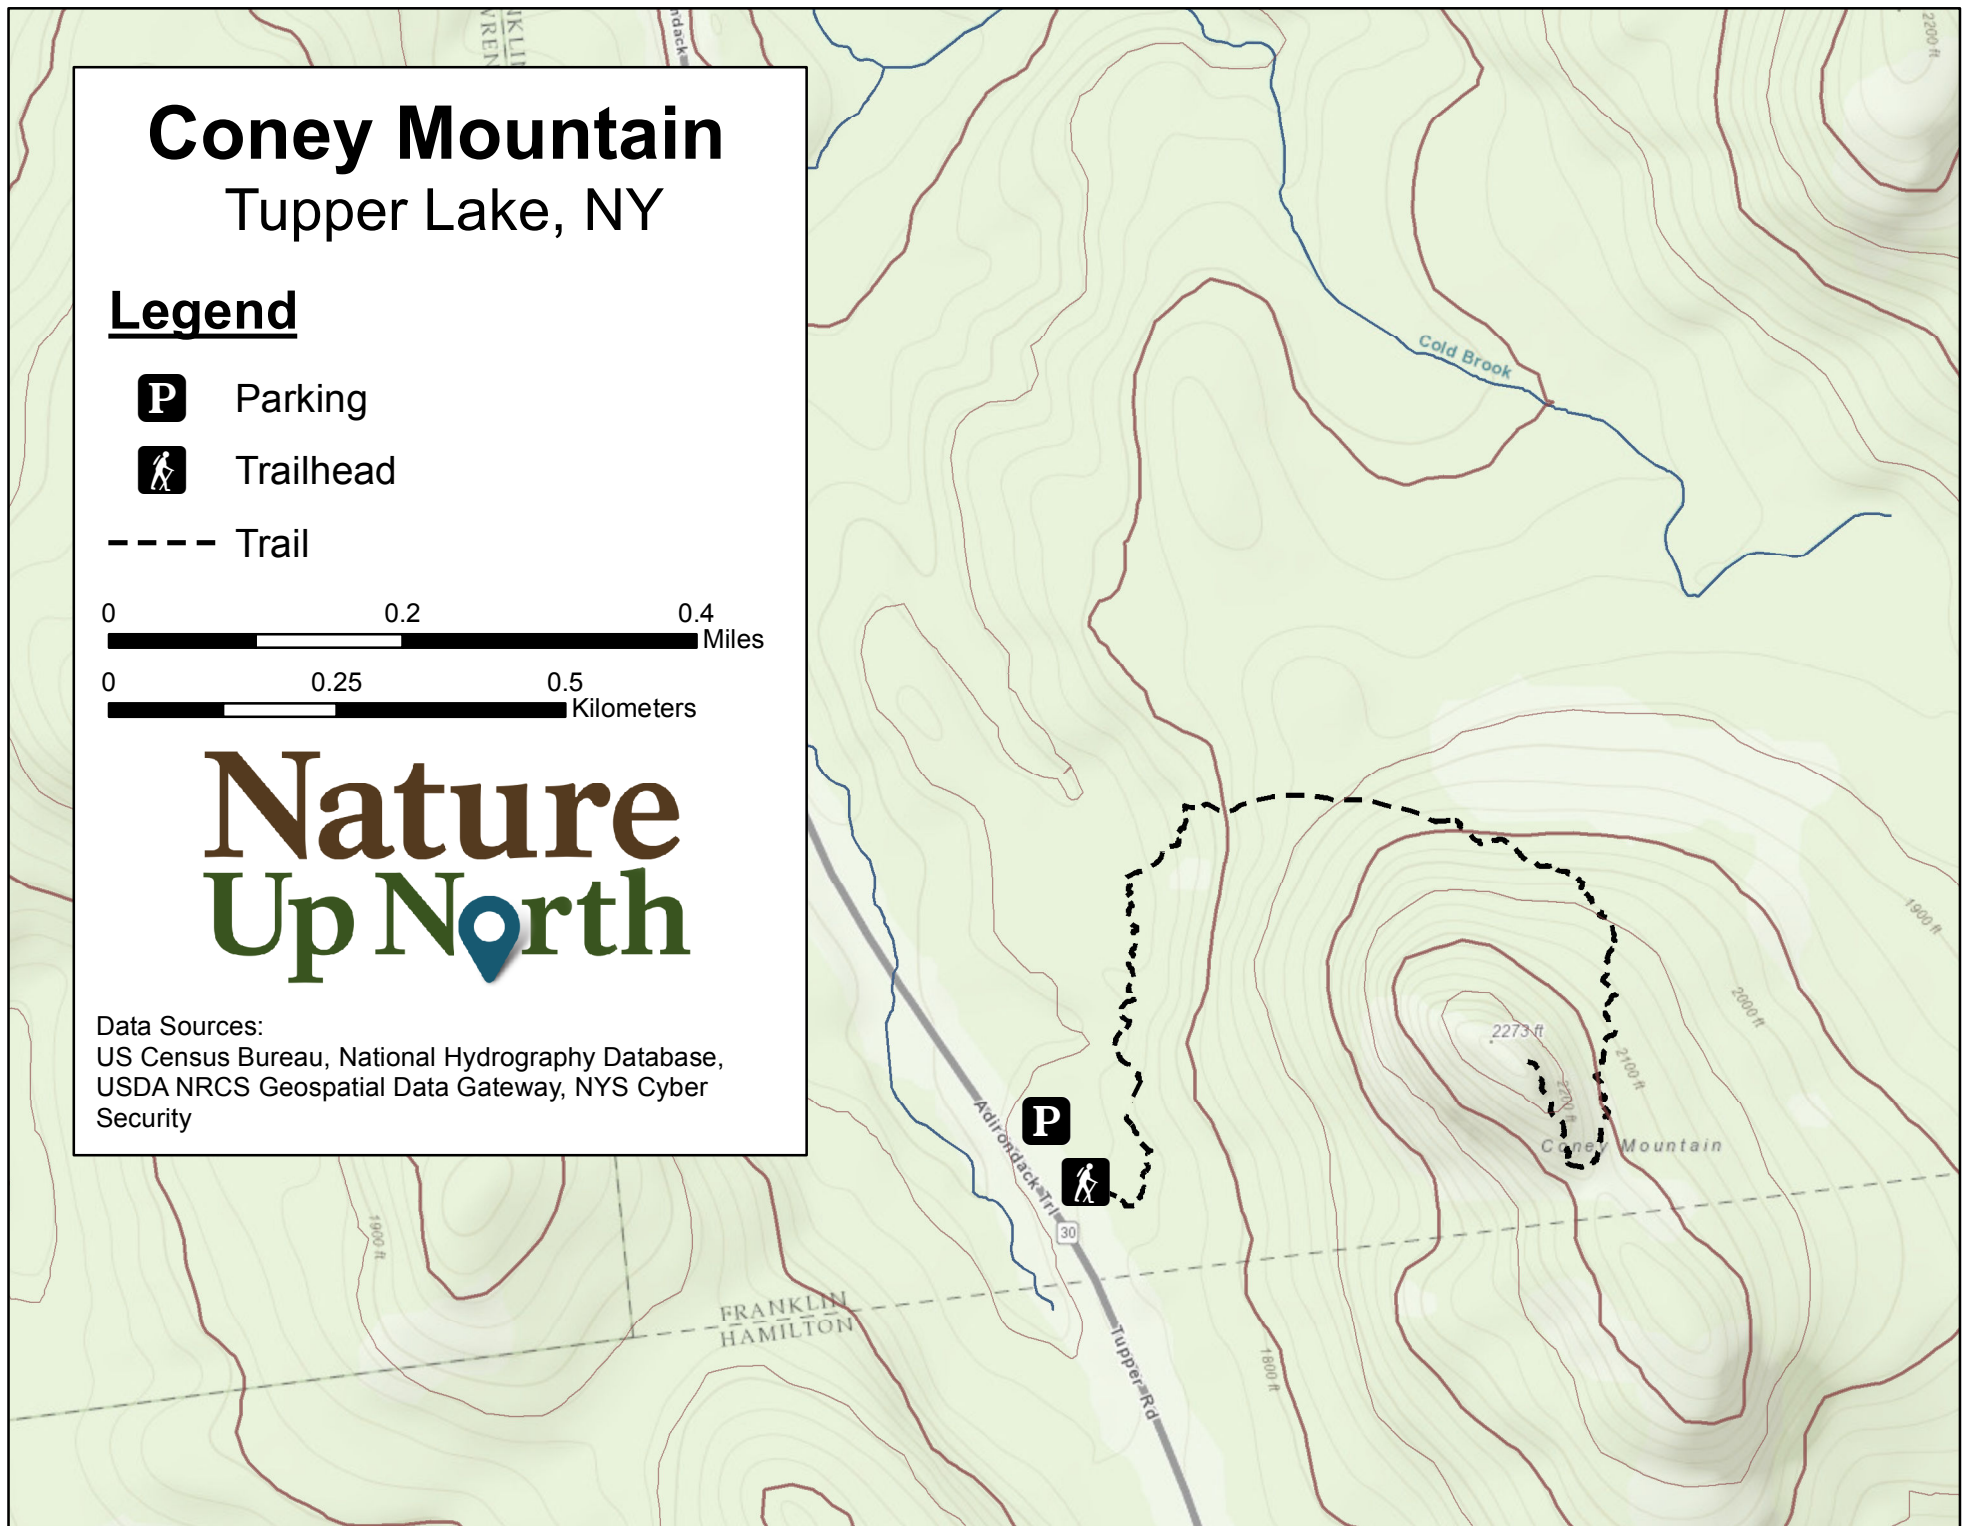 Coney Mountain
Tupper Lake, NY
Legend
P Parking
Trailhead
Trail
0 0.2 0.4
Miles
0 0.25 0.5
Kilometers
Nature
Up North
Data Sources:
US Census Bureau, National Hydrography Database,
USDA NRCS Geospatial Data Gateway, NYS Cyber
Security
2200 ft
Cold Brook
1900 ft
2000 ft
2273 ft
2100 ft
2200 ft
Coney Mountain
P
Adirondack Trl
30
Tupper Rd
1900 ft
FRANKLIN
HAMILTON
1800 ft